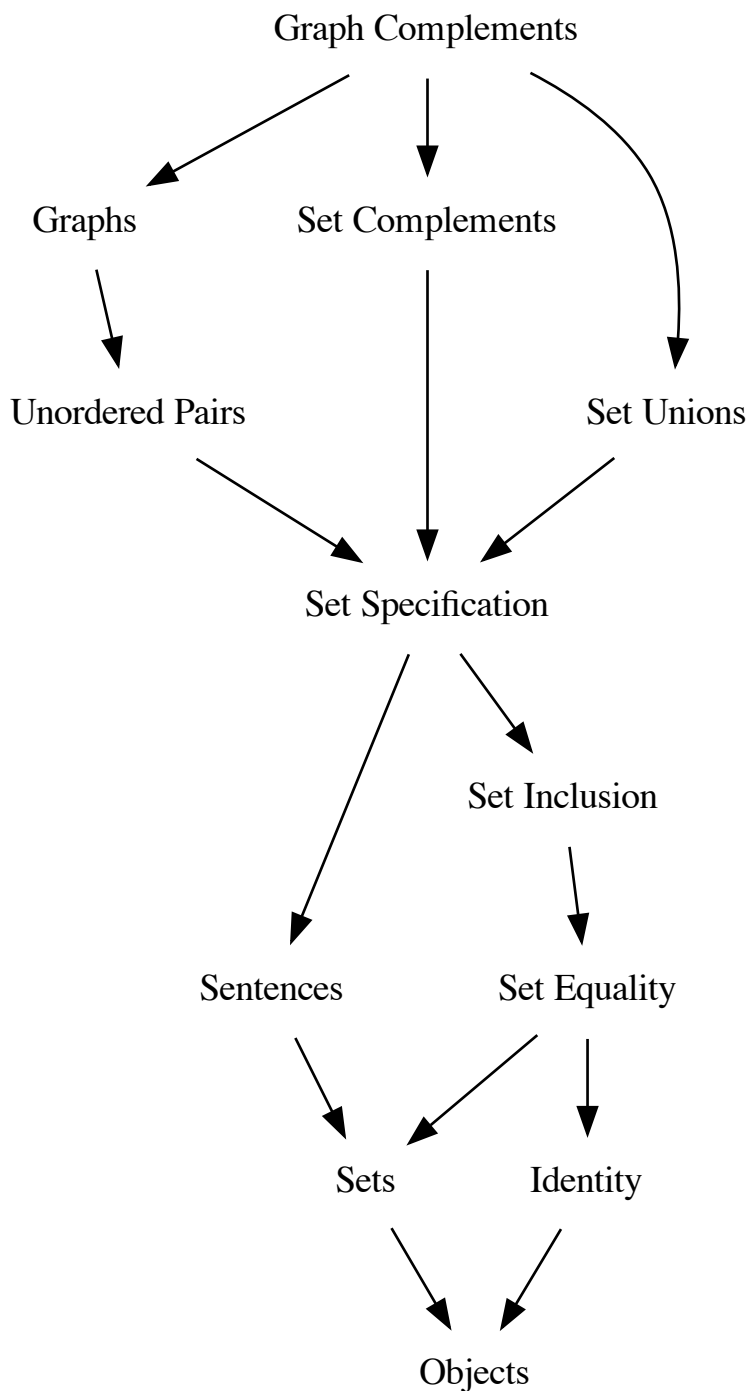 Graph Complements
Graphs
Set Complements
Unordered Pairs
Set Unions
Set Specification
Set Inclusion
Sentences
Set Equality
Sets
Identity
Objects